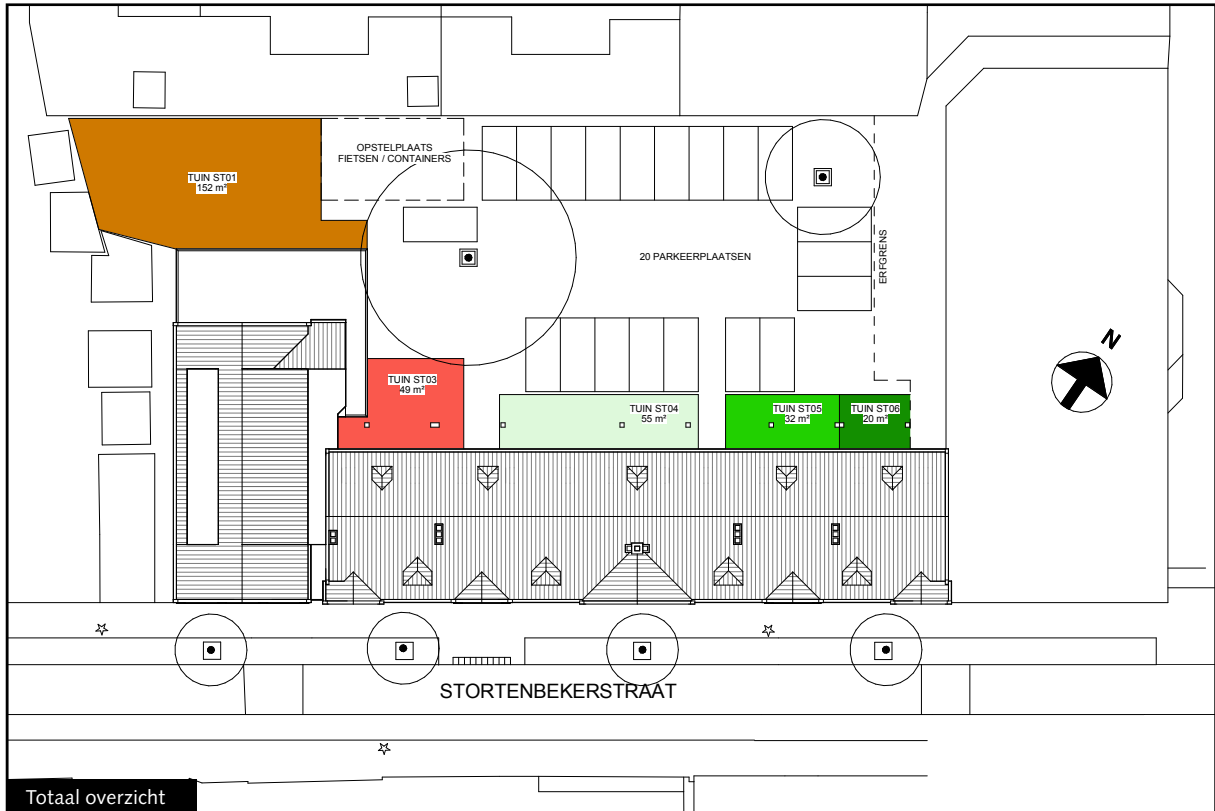 OPSTELPLAATS
FIETSEN / CONTAINERS
TUIN ST01
152 m²
20 PARKEERPLAATSEN
ERFGRENS
N
TUIN ST03
49 m²
TUIN ST04
55 m²
TUIN ST05
32 m²
TUIN ST06
20 m²
STORTENBEKERSTRAAT
Totaal overzicht